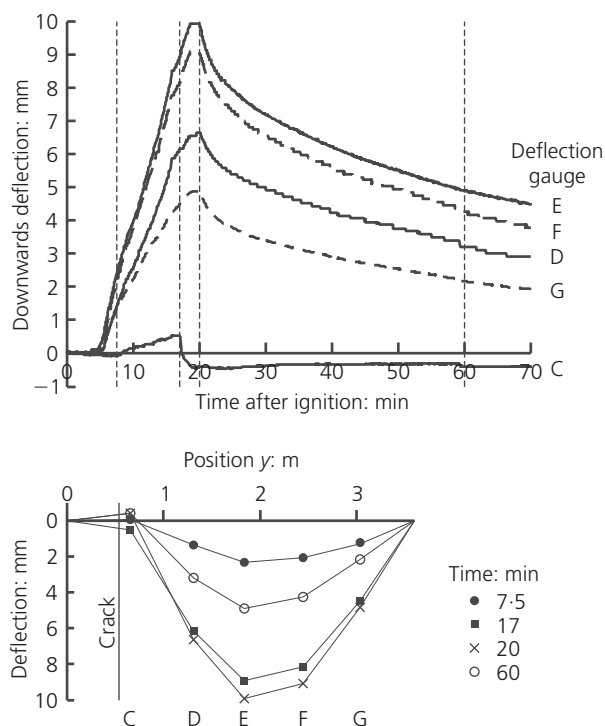 10
9
8
7
6
5
4
3
2
1
0
−1
Downwards deflection: mm
0
10
20
30
40
50
60
70
Time after ignition: min
Deflection
gauge
E
F
D
G
C
Position y: m
0
1
2
3
0
2
4
6
8
10
Deflection: mm
Crack
C
D
E
F
G
Time: min
7·5
17
20
60